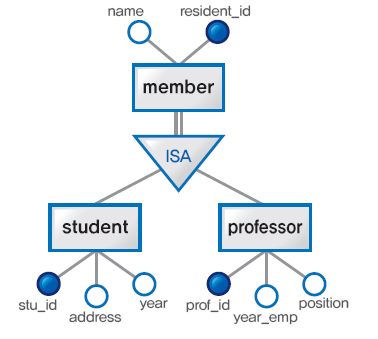 name
resident_id
member
ISA
student
professor
stu_id
address
year
prof_id
year_emp
position